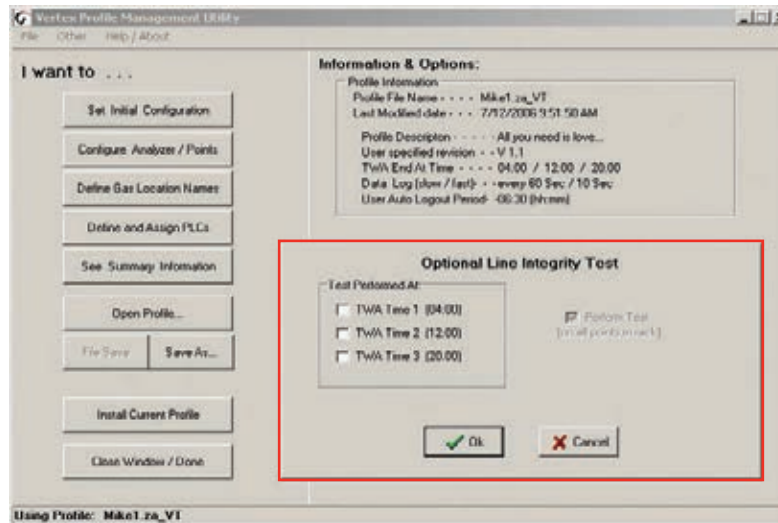 Vertex Profile Management Utility
File Other Help / About
I want to . . .
Set Initial Configuration
Configure Analyzer / Points
Define Gas Location Names
Define and Assign PLCs
See Summary Information
Open Profile...
File Save
Save As...
Install Current Profile
Close Window / Done
Information & Options:
Profile Information
Profile File Name - - - - Mike1.za_VT
Last Modified date - - - 7/12/2006 9:51:50 AM
Profile Descripton - - - - - All you need is love...
User specified revision - - V 1.1
TWA End At Time - - - - 04:00 / 12:00 / 20:00
Data Log (slow / fast)- - -every 60 Sec / 10 Sec
User Auto Logout Period- -06:30 (hh:mm)
Optional Line Integrity Test
Test Performed At:
TWA Time 1 (04:00)
TWA Time 2 (12:00)
TWA Time 3 (20:00)
Perform Test
(on all points in rack)
Ok
Cancel
Using Profile: Mike1.za_VT